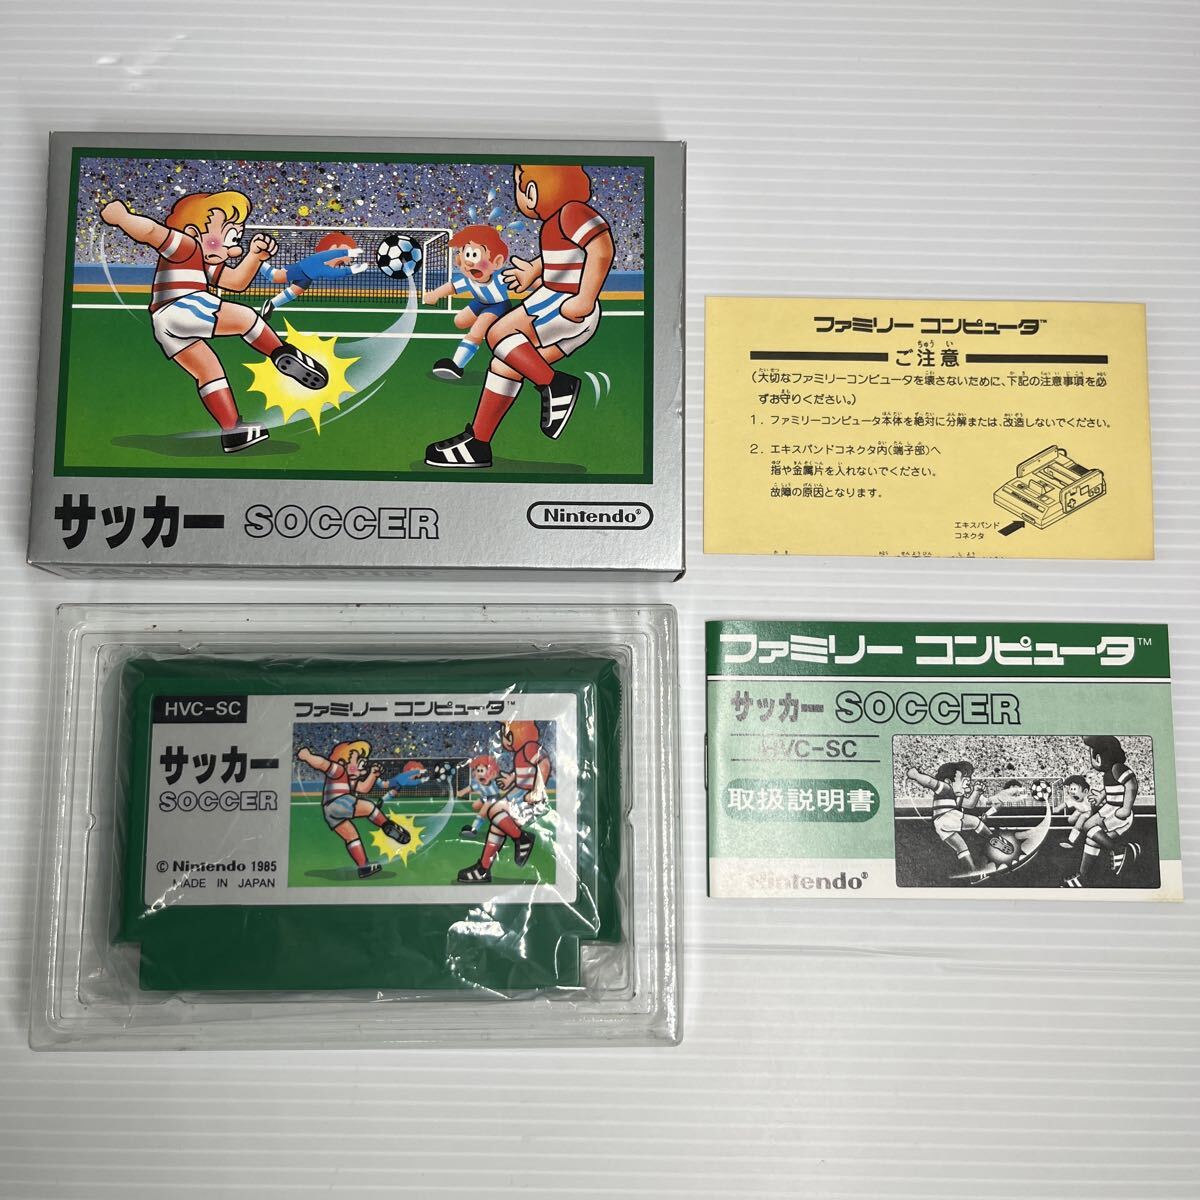 サッカー SOCCER
Nintendo®
ファミリー コンピュータ™
ご注意
(大切なファミリーコンピュータを壊さないために、下記の注意事項を必
ずお守りください。)
1. ファミリーコンピュータ本体を絶対に分解または、改造しないでください。
2. エキスパンドコネクタ内(端子部)へ
指や金属片を入れないでください。
故障の原因となります。
エキスパンド
コネクタ
HVC-SC
ファミリー コンピュータ™
サッカー
SOCCER
© Nintendo 1985
MADE IN JAPAN
ファミリー コンピュータ™
サッカー SOCCER
HVC-SC
取扱説明書
Nintendo®